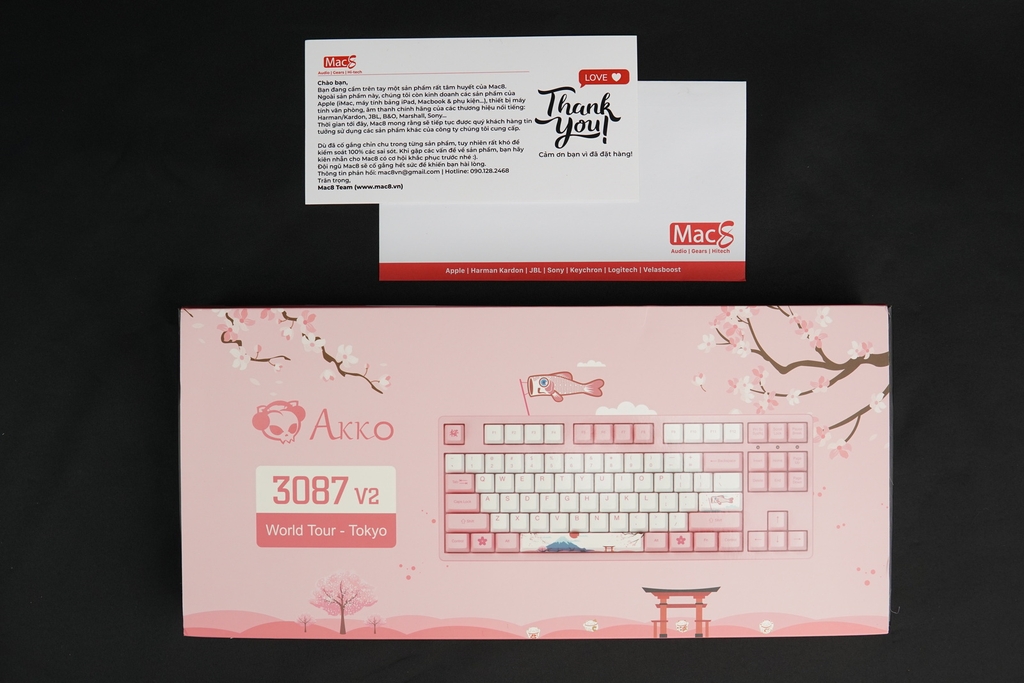 Mac8
Audio | Gears | Hi-tech
Chào bạn,
Bạn đang cầm trên tay một sản phẩm rất tâm huyết của Mac8.
Ngoài sản phẩm này, chúng tôi còn kinh doanh các sản phẩm của
Apple (iMac, máy tính bảng iPad, Macbook & phụ kiện...), thiết bị máy
tính văn phòng, âm thanh chính hãng của các thương hiệu nổi tiếng:
Harman/Kardon, JBL, B&O, Marshall, Sony...
Thời gian tới đây, Mac8 mong rằng sẽ tiếp tục được quý khách hàng tin
tưởng sử dụng các sản phẩm khác của công ty chúng tôi cung cấp.
Dù đã cố gắng chỉn chu trong từng sản phẩm, tuy nhiên rất khó để
kiểm soát 100% các sai sót. Khi gặp các vấn đề về sản phẩm, bạn hãy
kiên nhẫn cho Mac8 có cơ hội khắc phục trước nhé :).
Đội ngũ Mac8 sẽ cố gắng hết sức để khiến bạn hài lòng.
Thông tin phản hồi: mac8vn@gmail.com | Hotline: 090.128.2468
Trân trọng,
Mac8 Team (www.mac8.vn)
LOVE
Thank
You!
Cảm ơn bạn vì đã đặt hàng!
Mac8
Audio | Gears | Hitech
Apple | Harman Kardon | JBL | Sony | Keychron | Logitech | Velasboost
AKKO
3087 V2
World Tour - Tokyo
桜
Q W E R T Y U I O P
A S D F G H J K L
Z X C V B N M